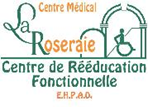 Centre Médical
La
Roseraie
Centre de Rééducation
Fonctionnelle
E.H.P.A.D.